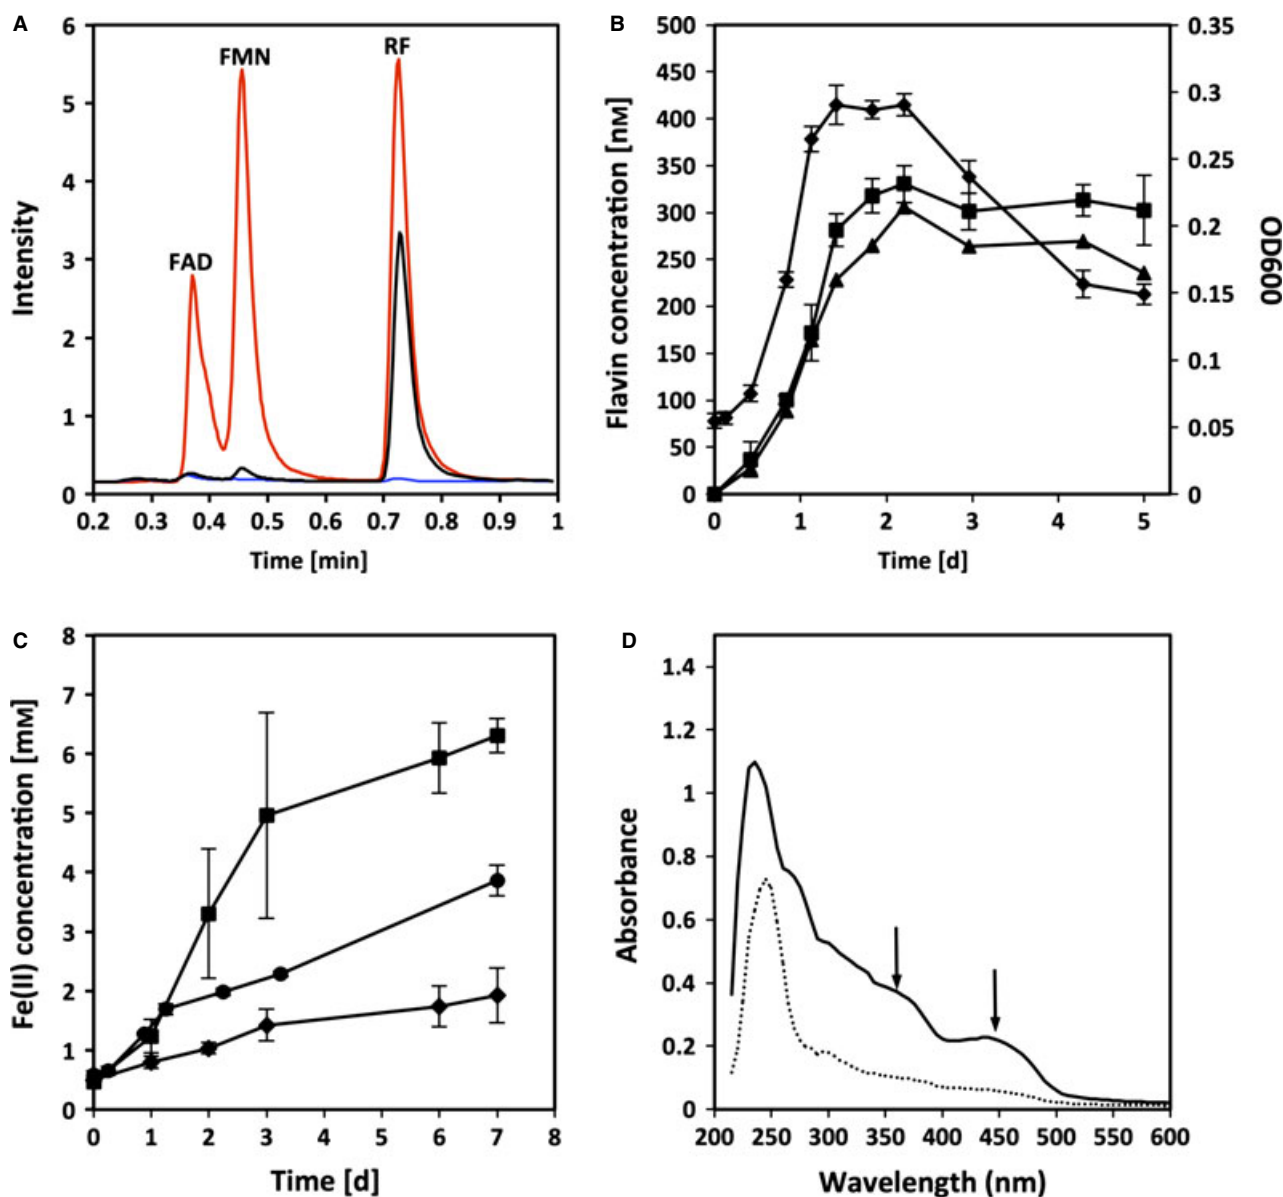 A
6
5
4
3
2
1
0
Intensity
FAD
FMN
RF
0.2 0.3 0.4 0.5 0.6 0.7 0.8 0.9 1
Time [min]
B
500
450
400
350
300
250
200
150
100
50
0
Flavin concentration [nM]
0.35
0.3
0.25
0.2
0.15
0.1
0.05
0
OD600
0 1 2 3 4 5
Time [d]
C
8
7
6
5
4
3
2
1
0
Fe(II) concentration [mM]
0 1 2 3 4 5 6 7 8
Time [d]
D
1.4
1.2
1
0.8
0.6
0.4
0.2
0
Absorbance
200 250 300 350 400 450 500 550 600
Wavelength (nm)